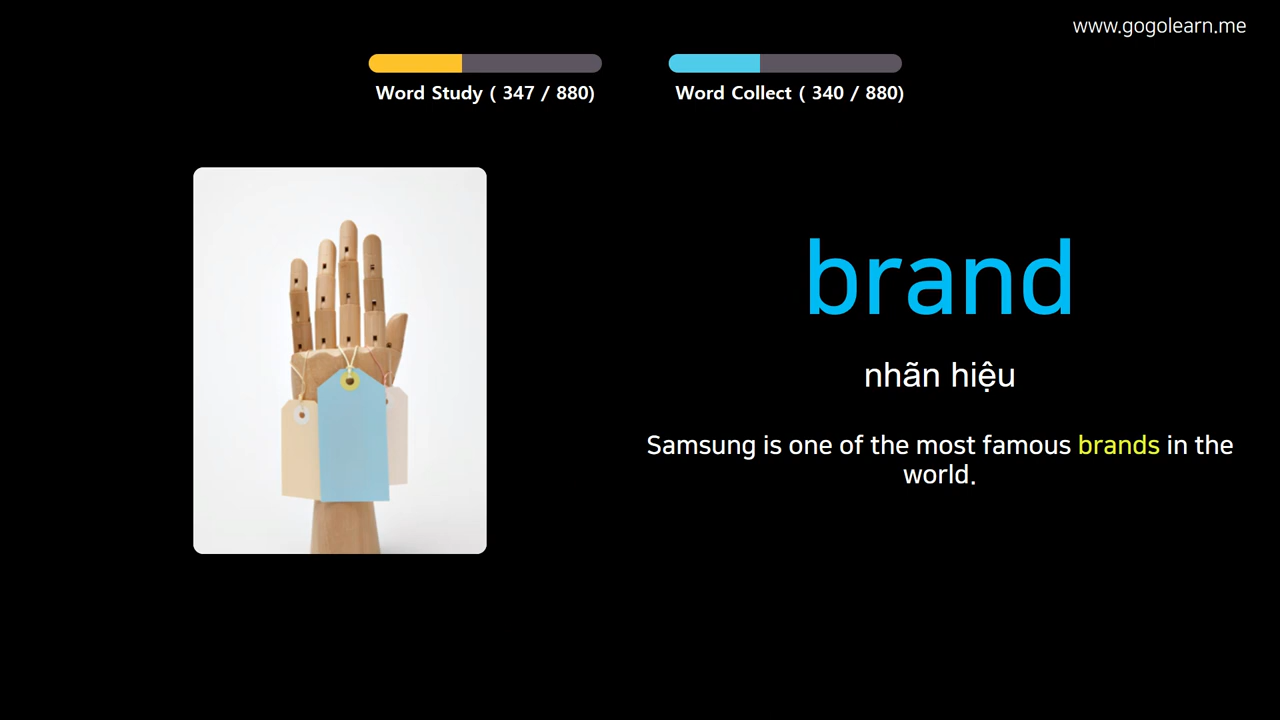 www.gogolearn.me
Word Study ( 347 / 880)
Word Collect ( 340 / 880)
brand
nhãn hiệu
Samsung is one of the most famous brands in the
world.